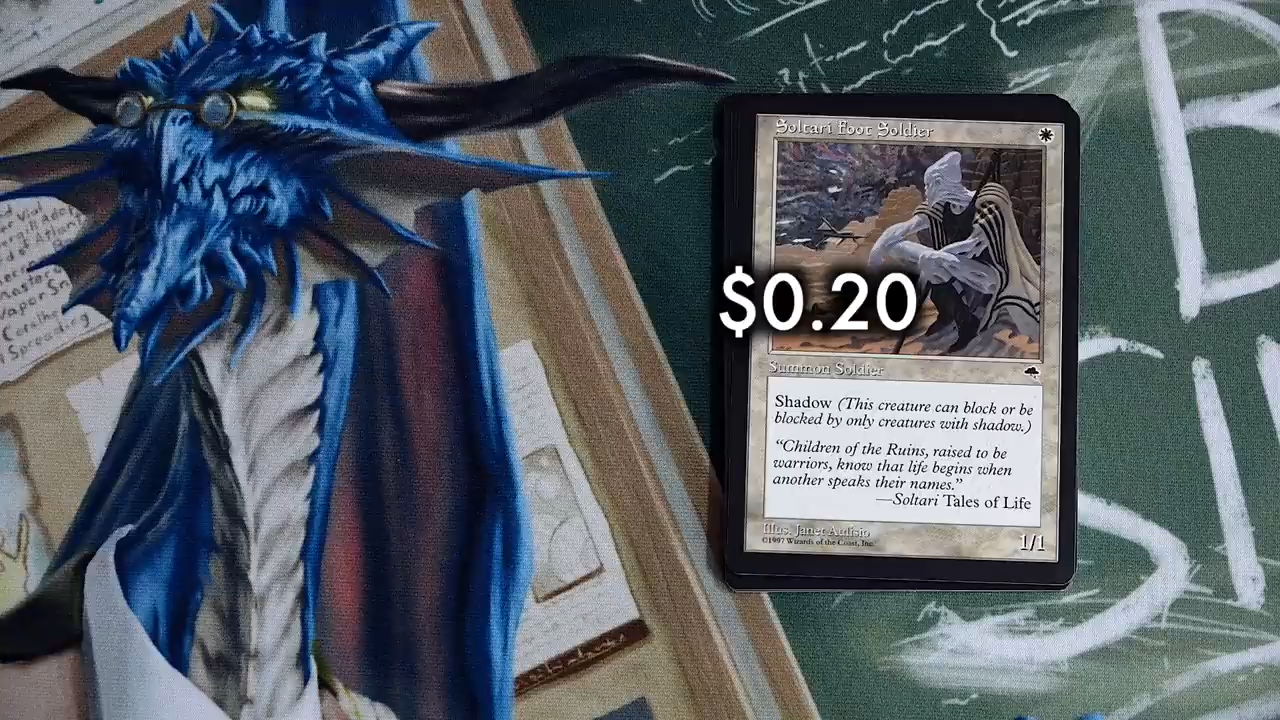 Soltari Foot Soldier
$0.20
Summon Soldier
Shadow (This creature can block or be
blocked by only creatures with shadow.)
"Children of the Ruins, raised to be
warriors, know that life begins when
another speaks their names."
—Soltari Tales of Life
Illus. Janet Aulisio
©1997 Wizards of the Coast, Inc.
1/1